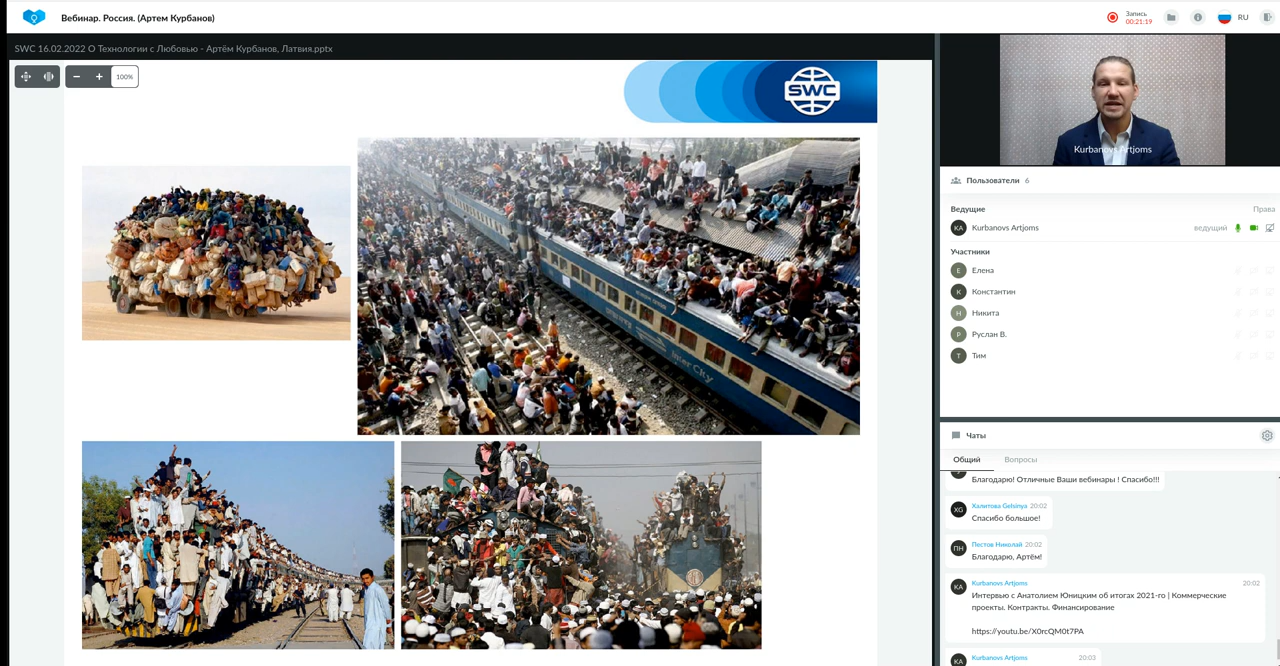 Вебинар. Россия. (Артем Курбанов)
Запись
00:21:19
RU
SWC 16.02.2022 О Технологии с Любовью - Артём Курбанов, Латвия.pptx
100%
SWC
Inter City
Kurbanovs Artjoms
Пользователи 6
Ведущие
Права
KA
Kurbanovs Artjoms
ведущий
Участники
Е
Елена
К
Константин
Н
Никита
Р
Руслан В.
Т
Тим
Чаты
Общий
Вопросы
Благодарю! Отличные Ваши вебинары ! Спасибо!!!
XG
Халитова Gelsinya 20:02
Спасибо большое!
ПН
Пестов Николай 20:02
Благодарю, Артём!
KA
Kurbanovs Artjoms 20:02
Интервью с Анатолием Юницким об итогах 2021-го | Коммерческие
проекты. Контракты. Финансирование
https://youtu.be/X0rcQM0t7PA
KA
Kurbanovs Artjoms 20:03